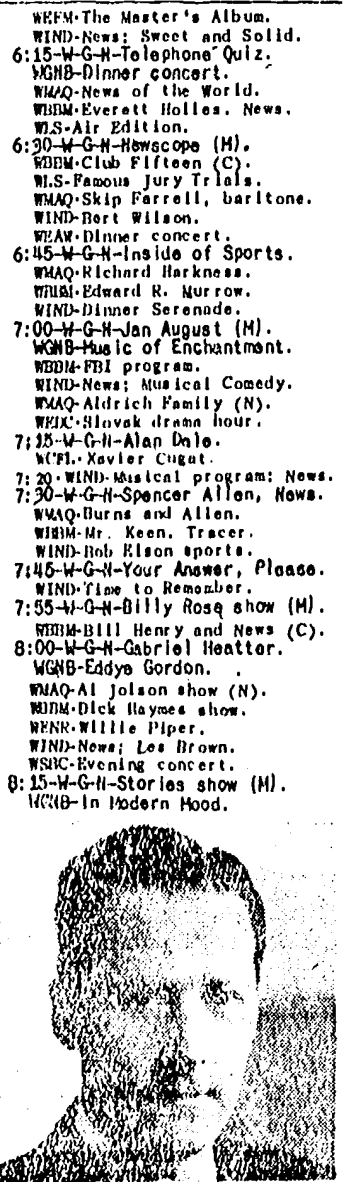 WEFM-The Master's Album.
WIND-News; Sweet and Solid.
6:15-W-G-N-Telephone Quiz.
WGNB-Dinner concert.
WMAQ-News of the World.
WBBM-Everett Holles. News.
WLS-Air Edition.
6:30-W-G-N-Newscope (M).
WBBM-Club Fifteen (C).
WLS-Famous Jury Trials.
WMAQ-Skip Farrell, baritone.
WIND-Bert Wilson.
WEAW-Dinner concert.
6:45-W-G-N-Inside of Sports.
WMAQ-Richard Harkness.
WBBM-Edward R. Murrow.
WIND-Dinner Serenade.
7:00-W-G-N-Jan August (M).
WGNB-Music of Enchantment.
WBBM-FBI program.
WIND-News; Musical Comedy.
WMAQ-Aldrich Family (N).
WEDC-Slovak drama hour.
7:15-W-G-N-Alan Dale.
WCFL-Xavier Cugat.
7:20-WIND-Musical program; News.
7:30-W-G-N-Spencer Allen, News.
WMAQ-Burns and Allen.
WBBM-Mr. Keen, Tracer.
WIND-Bob Elson sports.
7:45-W-G-N-Your Answer, Please.
WIND-Time to Remember.
7:55-W-G-N-Billy Rose show (M).
WBBM-Bill Henry and News (C).
8:00-W-G-N-Gabriel Heatter.
WGNB-Eddye Gordon.
WMAQ-Al Jolson show (N).
WBBM-Dick Haymes show.
WENR-Willie Piper.
WIND-News; Les Brown.
WSBC-Evening concert.
8:15-W-G-N-Stories show (M).
WGNB-In Modern Mood.